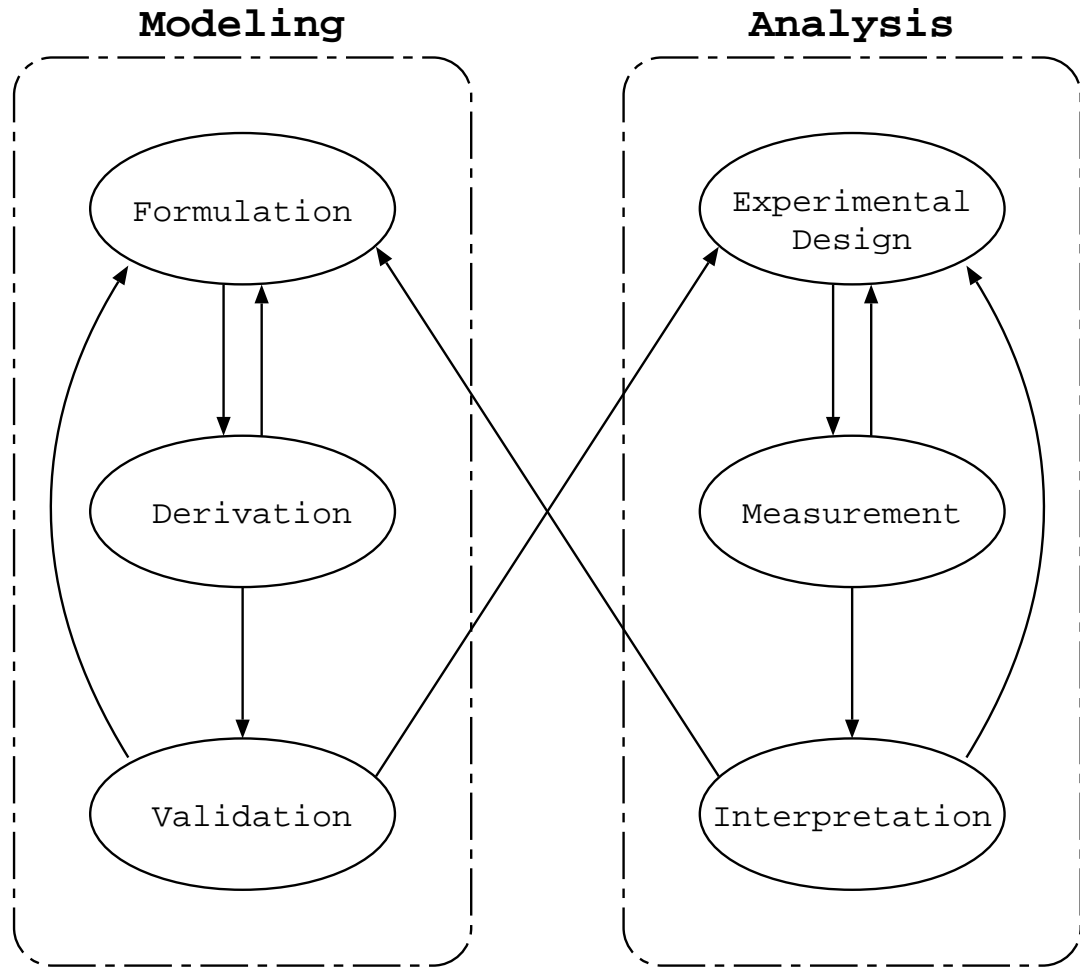 Modeling
Formulation
Derivation
Validation
Analysis
Experimental
Design
Measurement
Interpretation